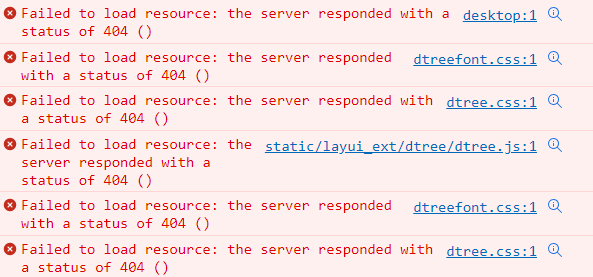 Failed to load resource: the server responded with a desktop:1
status of 404 ()
Failed to load resource: the server responded dtreefont.css:1
with a status of 404 ()
Failed to load resource: the server responded with dtree.css:1
a status of 404 ()
Failed to load resource: the static/layui_ext/dtree/dtree.js:1
server responded with a
status of 404 ()
Failed to load resource: the server responded dtreefont.css:1
with a status of 404 ()
Failed to load resource: the server responded with dtree.css:1
a status of 404 ()